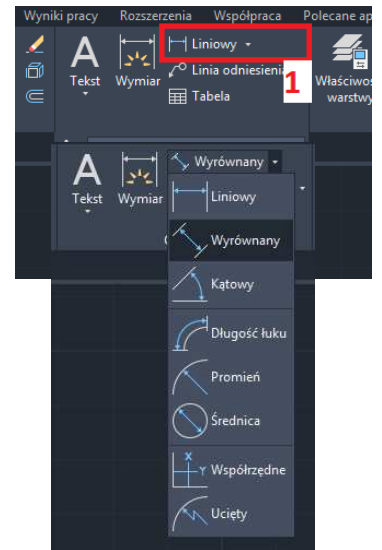 Wyniki pracy Rozszerzenia Współpraca Polecane ap
Liniowy
Tekst Wymiar Linia odniesienia
1
Tabela
Właściwoś
warstwy
Wyrównany
Tekst Wymiar
Liniowy
Wyrównany
Kątowy
Długość łuku
Promień
Średnica
Współrzędne
Ucięty